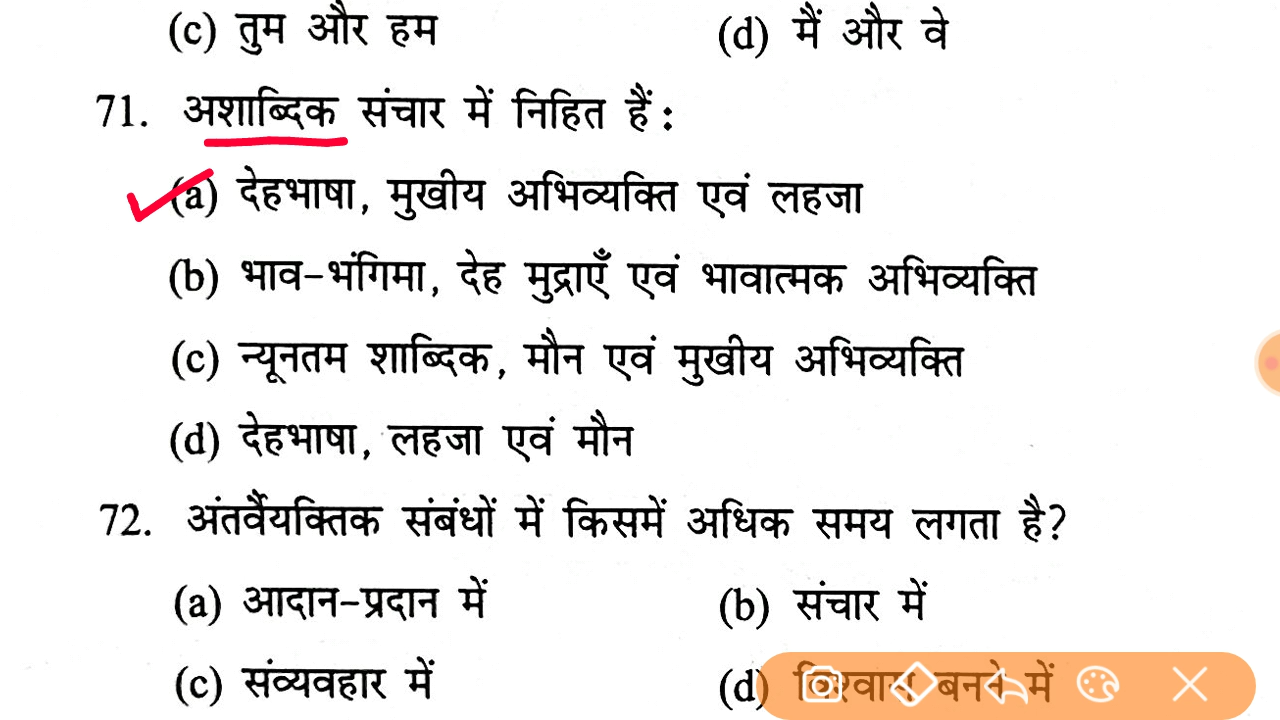 (c) तुम और हम (d) मैं और वे
71. अशाब्दिक संचार में निहित हैं :
(a) देहभाषा, मुखीय अभिव्यक्ति एवं लहजा
(b) भाव-भंगिमा, देह मुद्राएँ एवं भावात्मक अभिव्यक्ति
(c) न्यूनतम शाब्दिक, मौन एवं मुखीय अभिव्यक्ति
(d) देहभाषा, लहजा एवं मौन
72. अंतर्वैयक्तिक संबंधों में किसमें अधिक समय लगता है?
(a) आदान-प्रदान में (b) संचार में
(c) संव्यवहार में (d) विश्वास बनने में